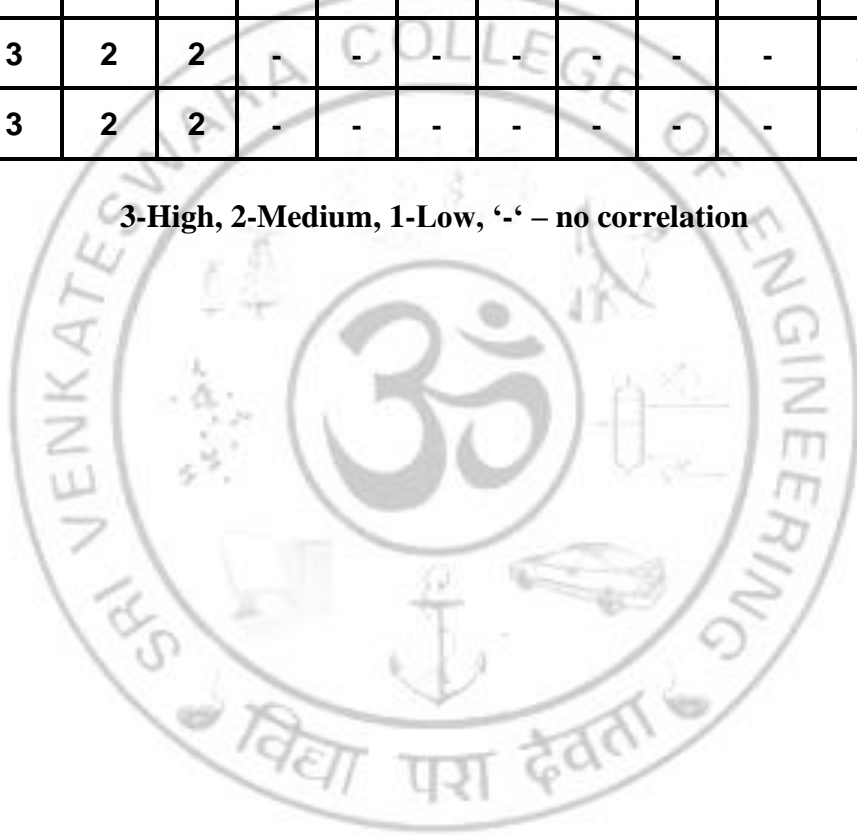 3 2 2 - - - - - - -
3 2 2 - - - - - - -
3-High, 2-Medium, 1-Low, ‘-‘ – no correlation
SRI VENKATESWARA COLLEGE OF ENGINEERING
ॐ
विद्या परा देवता